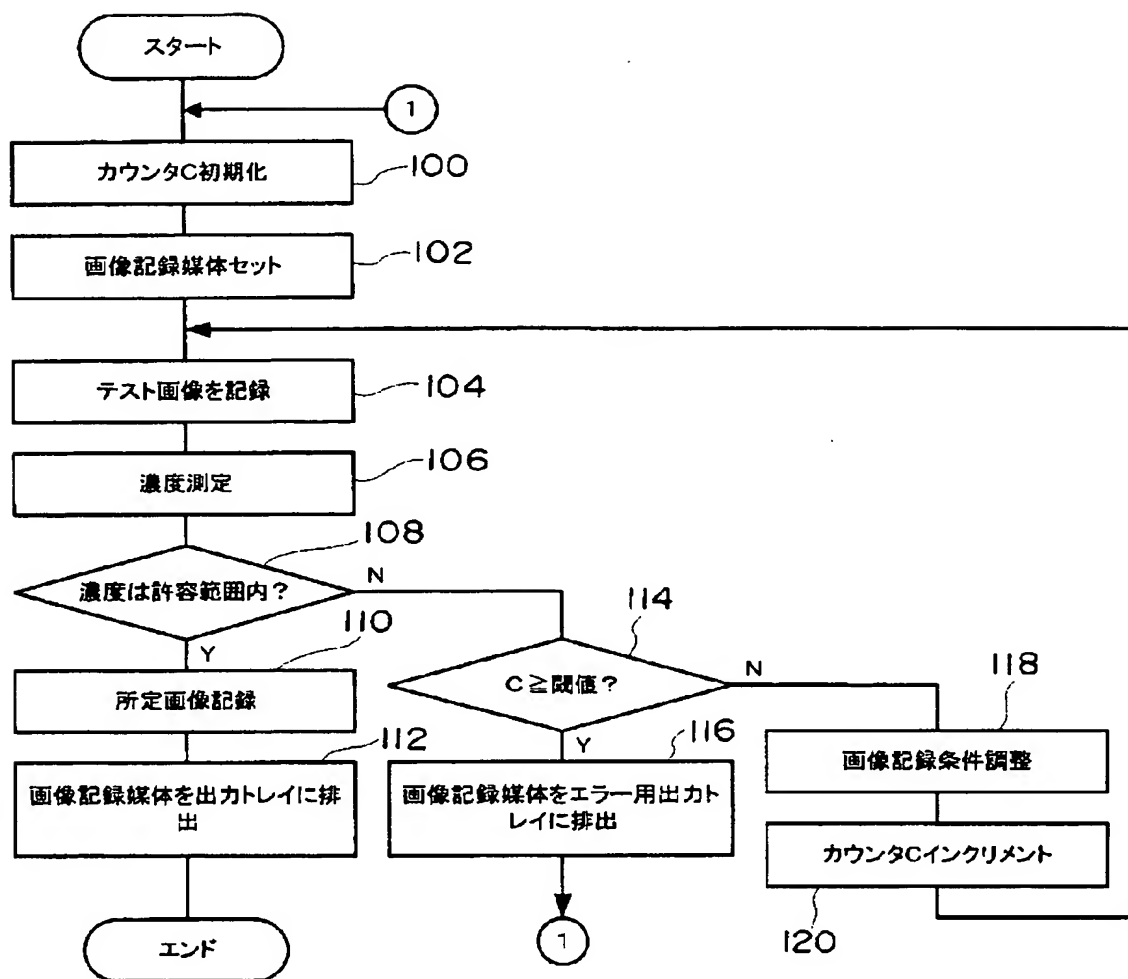 スタート
1
カウンタC初期化
100
画像記録媒体セット
102
テスト画像を記録
104
濃度測定
106
108
濃度は許容範囲内?
N
Y
110
所定画像記録
112
画像記録媒体を出力トレイに排
出
エンド
114
C≧閾値?
N
Y
116
画像記録媒体をエラー用出力ト
レイに排出
1
118
画像記録条件調整
カウンタCインクリメント
120